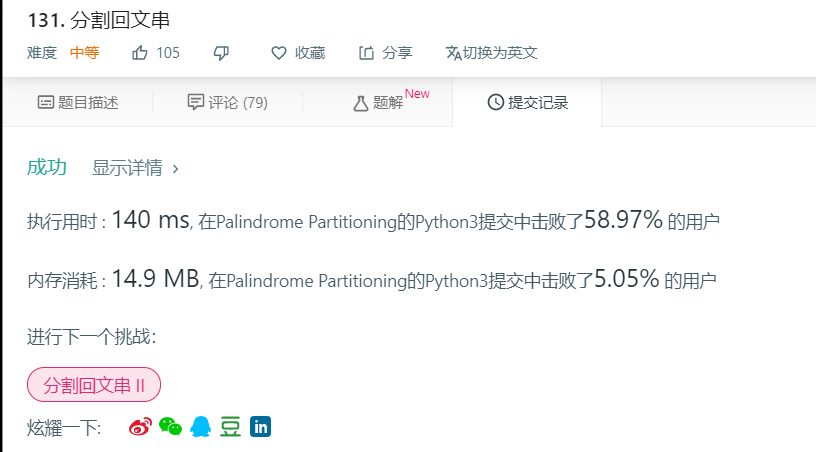 131. 分割回文串
难度 中等 105 收藏 分享 切换为英文
题目描述 评论 (79) 题解 New 提交记录
成功 显示详情 ›
执行用时 : 140 ms, 在Palindrome Partitioning的Python3提交中击败了58.97% 的用户
内存消耗 : 14.9 MB, 在Palindrome Partitioning的Python3提交中击败了5.05% 的用户
进行下一个挑战：
分割回文串 II
炫耀一下: